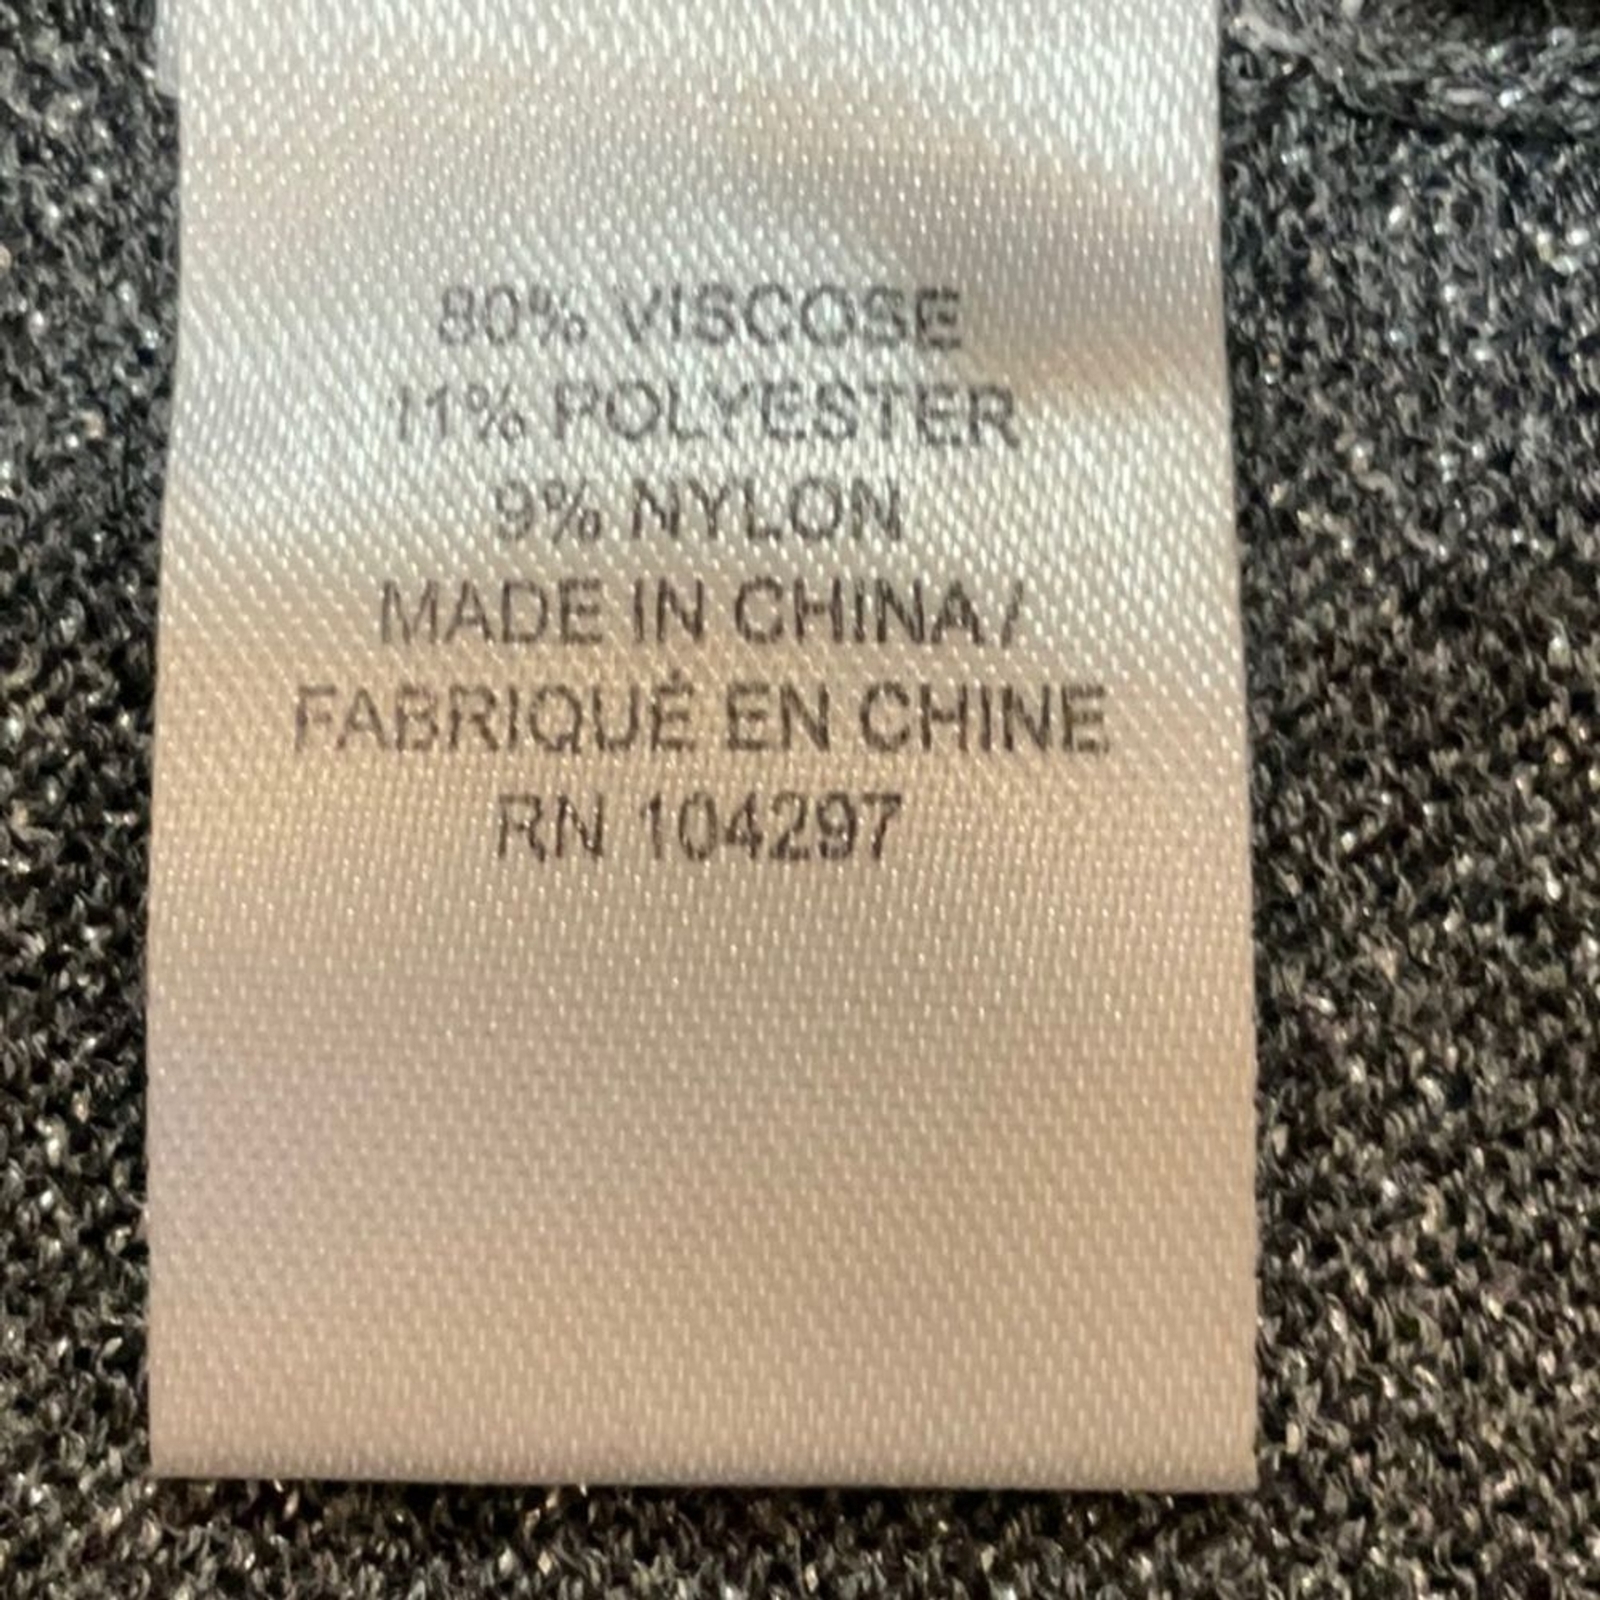 80% VISCOSE
11% POLYESTER
9% NYLON
MADE IN CHINA /
FABRIQUÉ EN CHINE
RN 104297